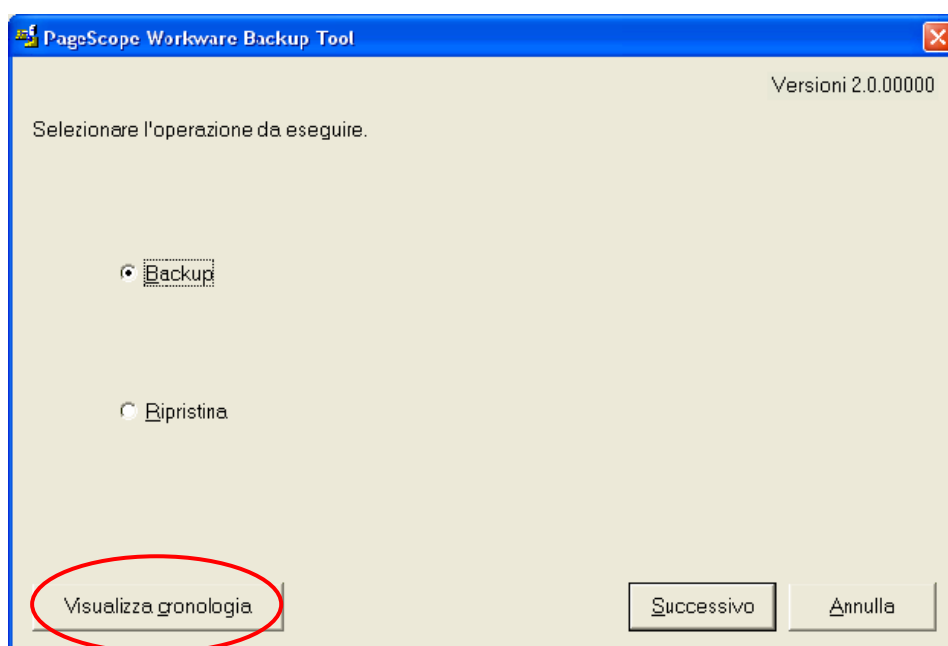 PageScope Workware Backup Tool
Versioni 2.0.00000
Selezionare l'operazione da eseguire.
Backup
Ripristina
Visualizza cronologia
Successivo
Annulla